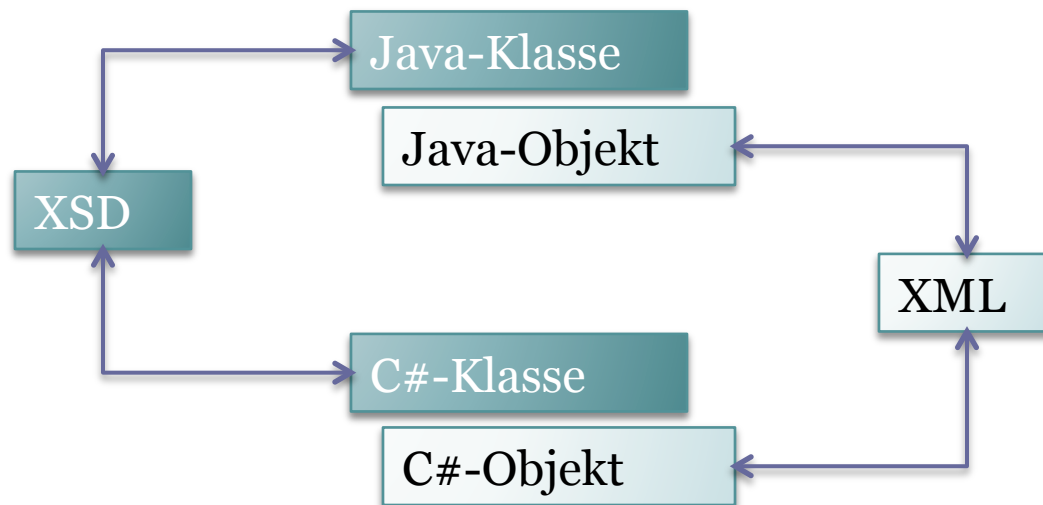 Java-Klasse
Java-Objekt
XSD
XML
C#-Klasse
C#-Objekt